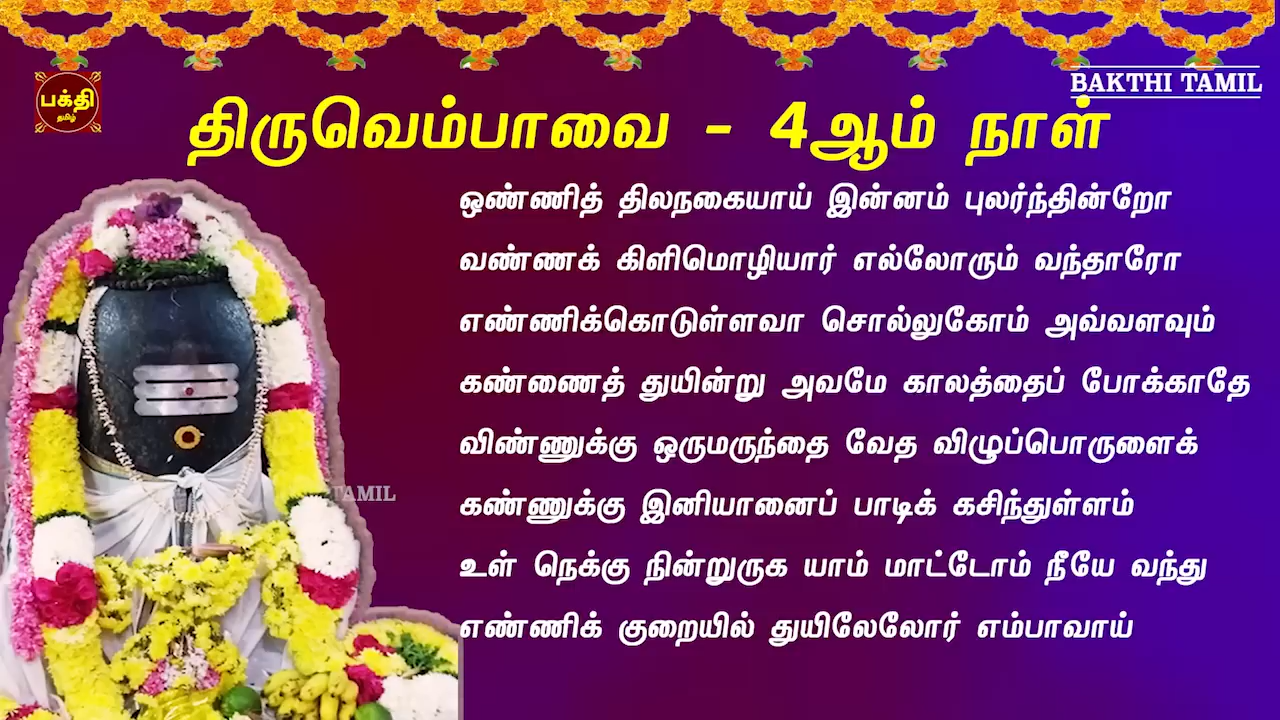 பக்தி
தமிழ்
BAKTHI TAMIL
திருவெம்பாவை - 4ஆம் நாள்
ஒண்ணித் திலநகையாய் இன்னம் புலர்ந்தின்றோ
வண்ணக் கிளிமொழியார் எல்லோரும் வந்தாரோ
எண்ணிக்கொடுள்ளவா சொல்லுகோம் அவ்வளவும்
கண்ணைத் துயின்று அவமே காலத்தைப் போக்காதே
விண்ணுக்கு ஒருமருந்தை வேத விழுப்பொருளைக்
கண்ணுக்கு இனியானைப் பாடிக் கசிந்துள்ளம்
உள் நெக்கு நின்றுருக யாம் மாட்டோம் நீயே வந்து
எண்ணிக் குறையில் துயிலேலோர் எம்பாவாய்
TAMIL